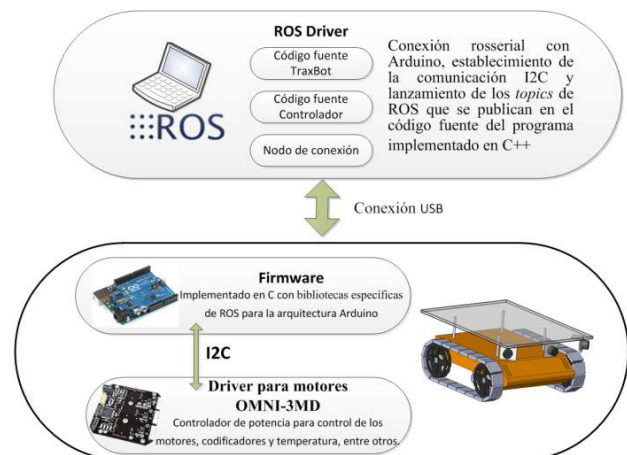 ROS Driver
Código fuente
TraxBot
Código fuente
Controlador
Nodo de conexión
:::ROS
Conexión rosserial con
Arduino, establecimiento de
la comunicación I2C y
lanzamiento de los topics de
ROS que se publican en el
código fuente del programa
implementado en C++
Conexión USB
Firmware
Implementado en C con bibliotecas específicas
de ROS para la arquitectura Arduino
I2C
Driver para motores
OMNI-3MD
Controlador de potencia para control de los
motores, codificadores y temperatura, entre otros.